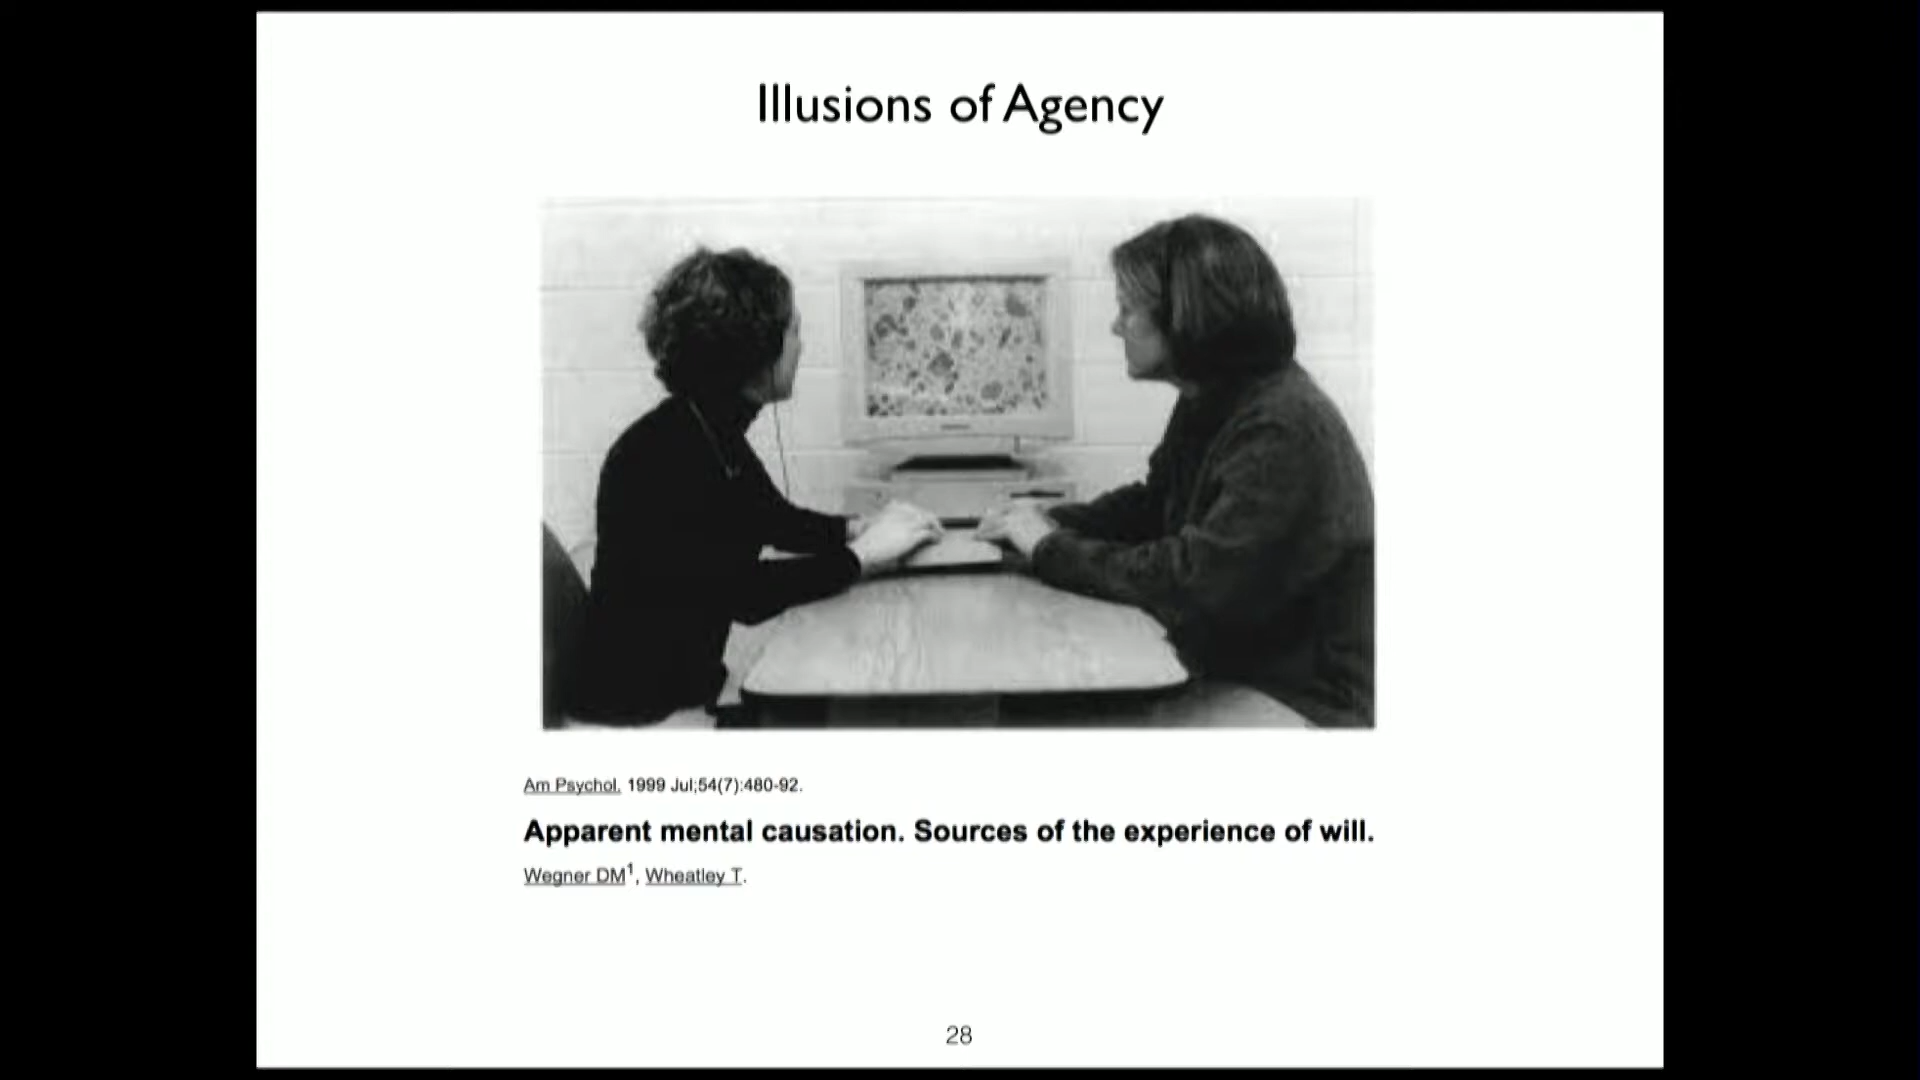 Illusions of Agency
Am Psychol. 1999 Jul;54(7):480-92.
Apparent mental causation. Sources of the experience of will.
Wegner DM1, Wheatley T.
28